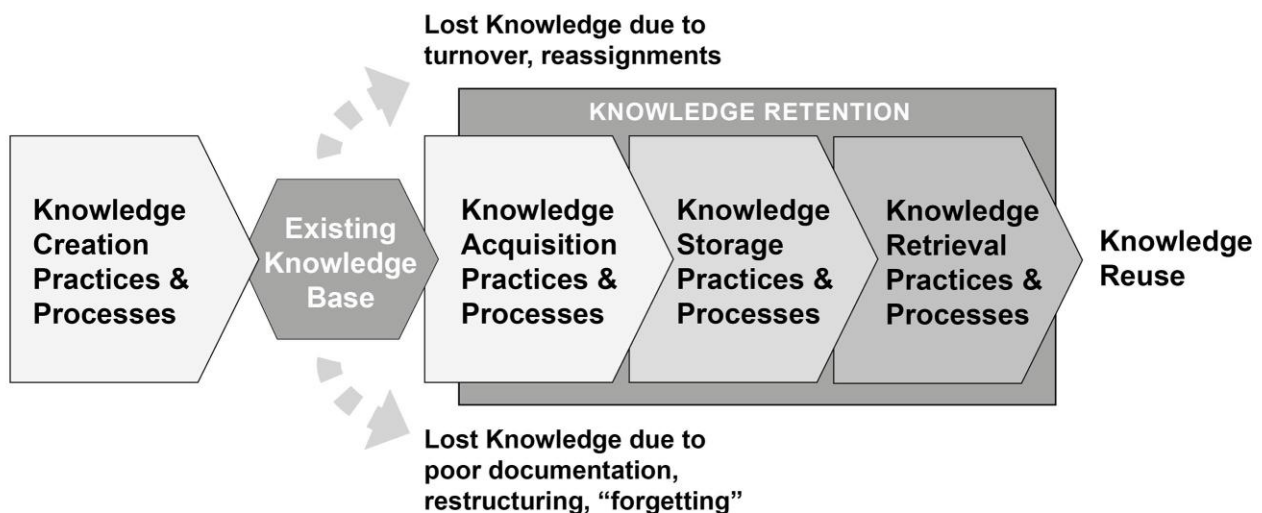 Lost Knowledge due to
turnover, reassignments
KNOWLEDGE RETENTION
Knowledge
Creation
Practices &
Processes
Existing
Knowledge
Base
Knowledge
Acquisition
Practices &
Processes
Knowledge
Storage
Practices &
Processes
Knowledge
Retrieval
Practices &
Processes
Knowledge
Reuse
Lost Knowledge due to
poor documentation,
restructuring, “forgetting”